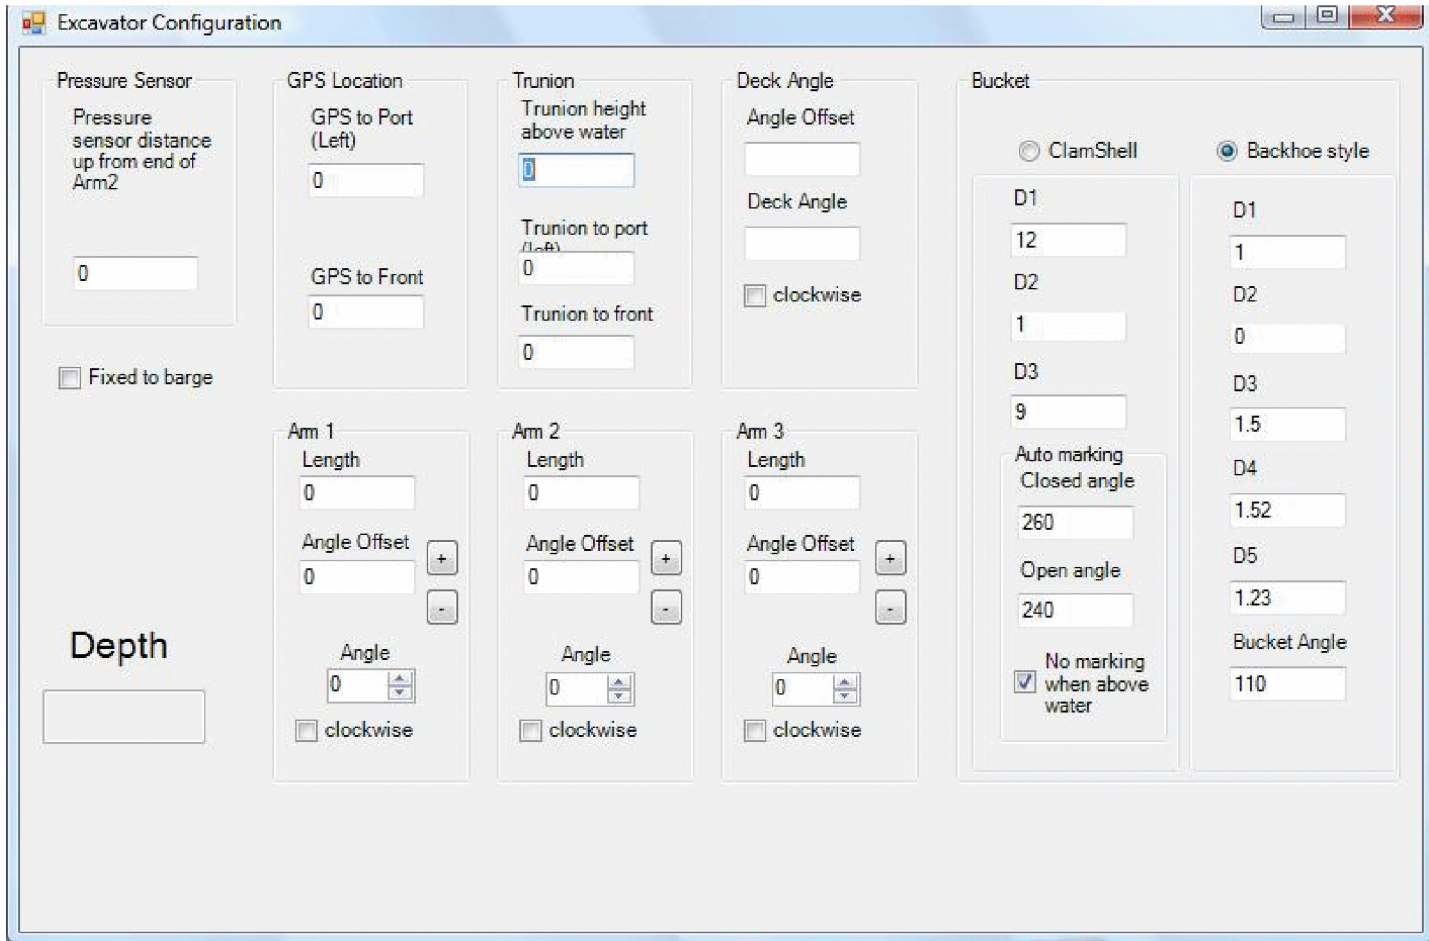 Excavator Configuration
Pressure Sensor
Pressure
sensor distance
up from end of
Arm2
0
Fixed to barge
Depth
GPS Location
GPS to Port
(Left)
0
GPS to Front
0
Trunion
Trunion height
above water
0
Trunion to port
(left)
0
Trunion to front
0
Deck Angle
Angle Offset
Deck Angle
clockwise
Arm 1
Length
0
Angle Offset
0
+
-
Angle
0
clockwise
Arm 2
Length
0
Angle Offset
0
+
-
Angle
0
clockwise
Arm 3
Length
0
Angle Offset
0
+
-
Angle
0
clockwise
Bucket
ClamShell
D1
12
D2
1
D3
9
Auto marking
Closed angle
260
Open angle
240
No marking
when above
water
Backhoe style
D1
1
D2
0
D3
1.5
D4
1.52
D5
1.23
Bucket Angle
110